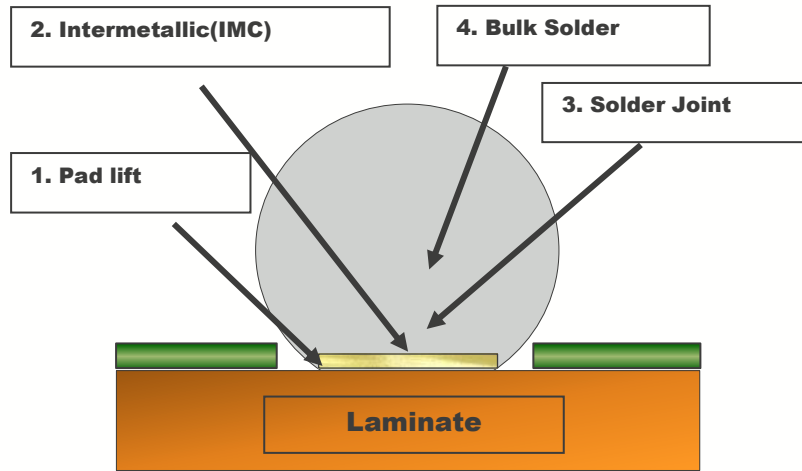 2. Intermetallic(IMC)
4. Bulk Solder
3. Solder Joint
1. Pad lift
Laminate